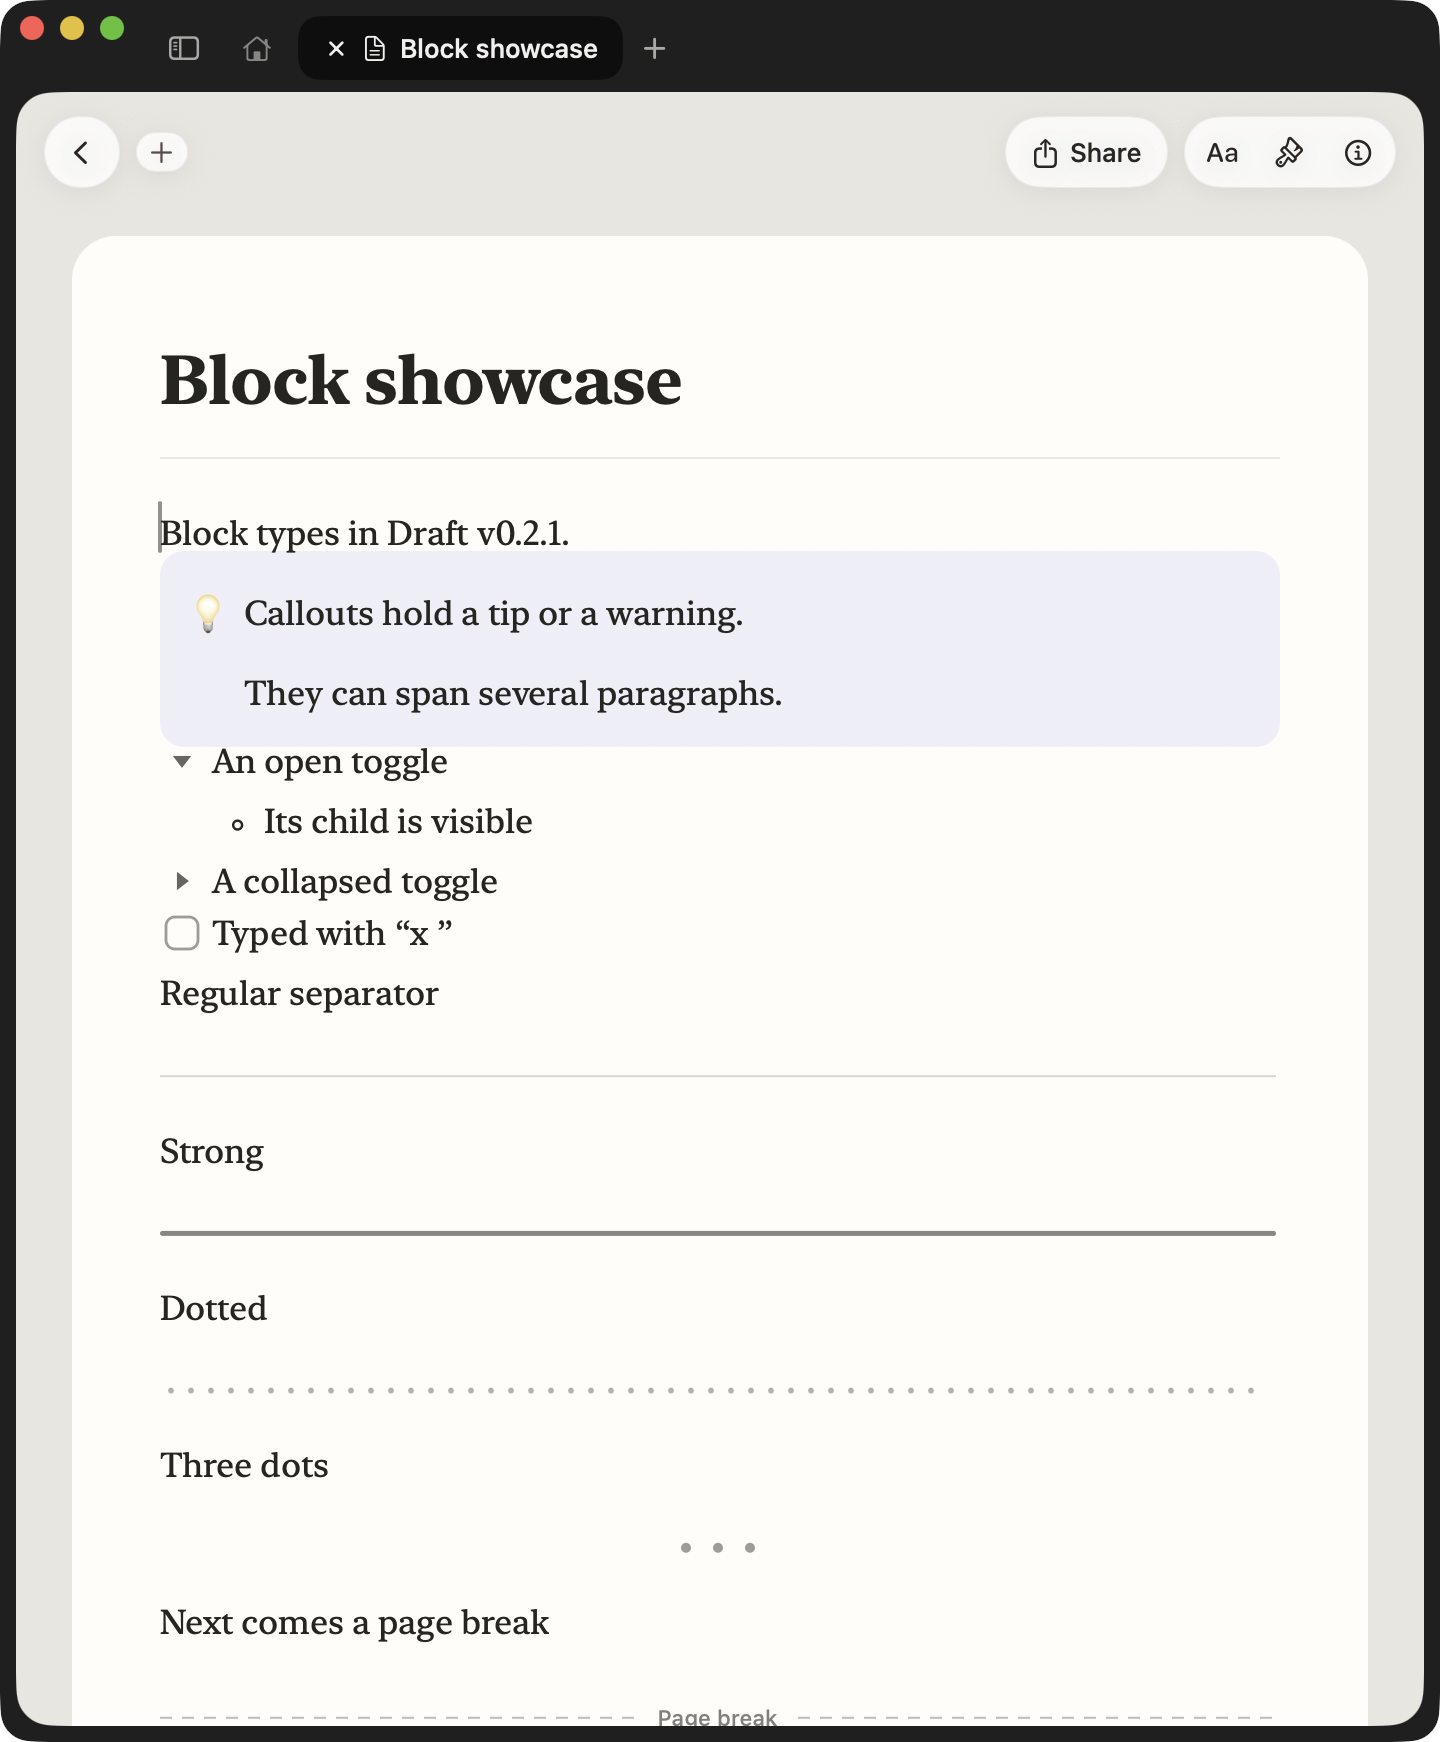 Block showcase
Share
Aa
Block showcase
Block types in Draft v0.2.1.
Callouts hold a tip or a warning.
They can span several paragraphs.
An open toggle
Its child is visible
A collapsed toggle
Typed with “x ”
Regular separator
Strong
Dotted
Three dots
Next comes a page break
Page break